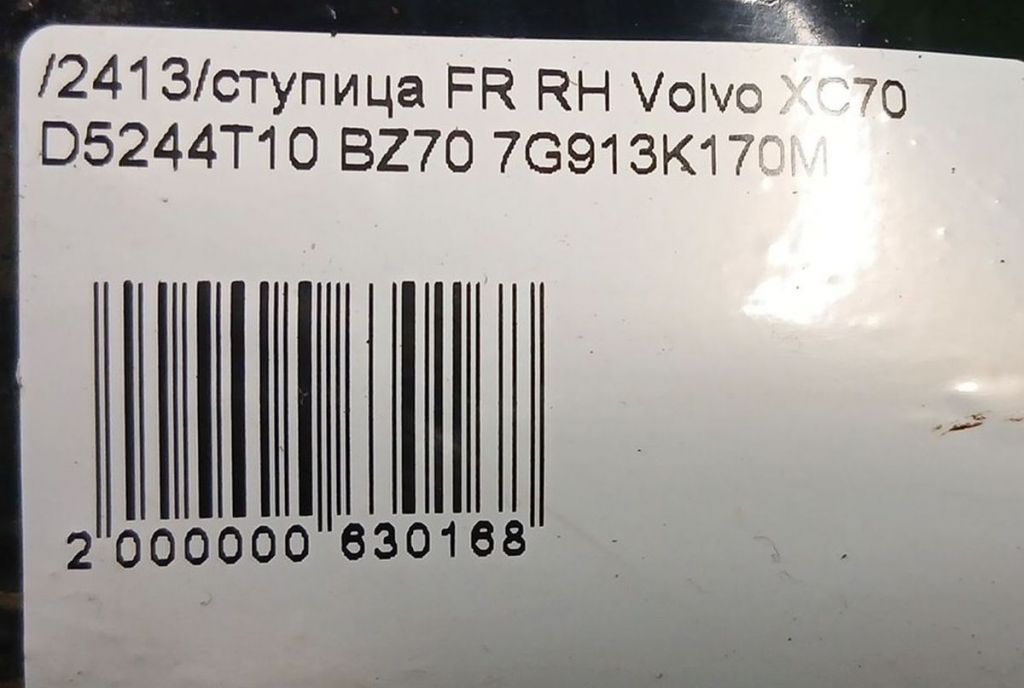 /2413/ступица FR RH Volvo XC70
D5244T10 BZ70 7G913K170M
2 000000 630168